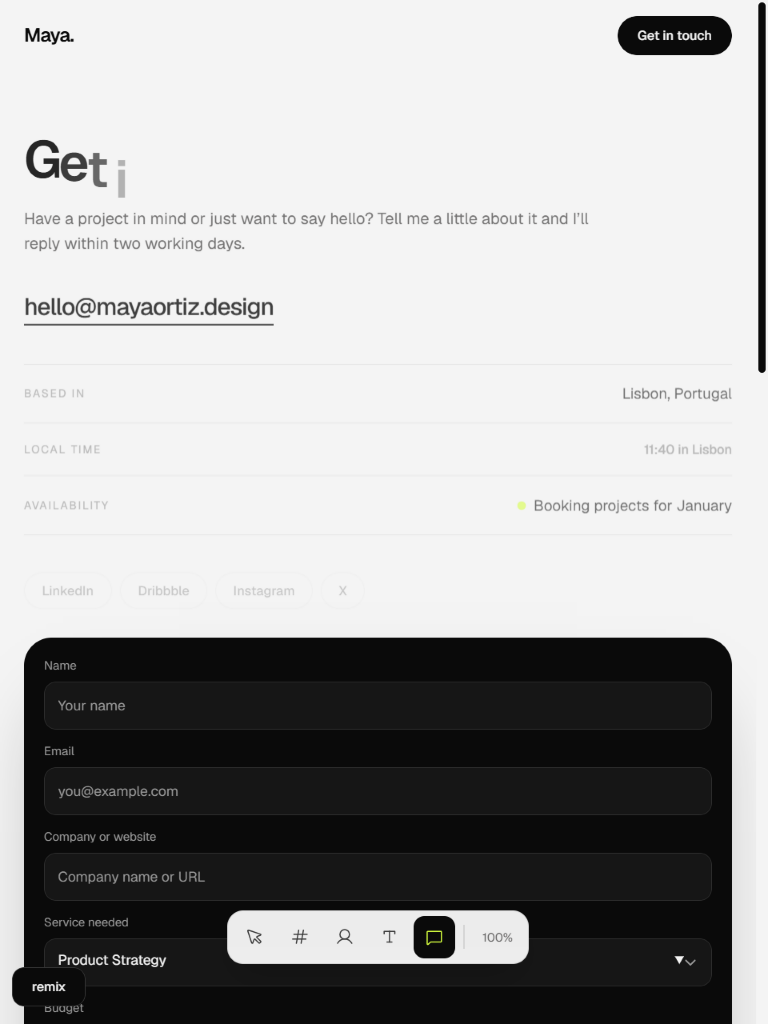 Maya.
Get in touch
Get i
Have a project in mind or just want to say hello? Tell me a little about it and I'll
reply within two working days.
hello@mayaortiz.design
BASED IN
Lisbon, Portugal
LOCAL TIME
11:40 in Lisbon
AVAILABILITY
Booking projects for January
LinkedIn
Dribbble
Instagram
X
Name
Your name
Email
you@example.com
Company or website
Company name or URL
Service needed
Product Strategy
100%
remix
Budget